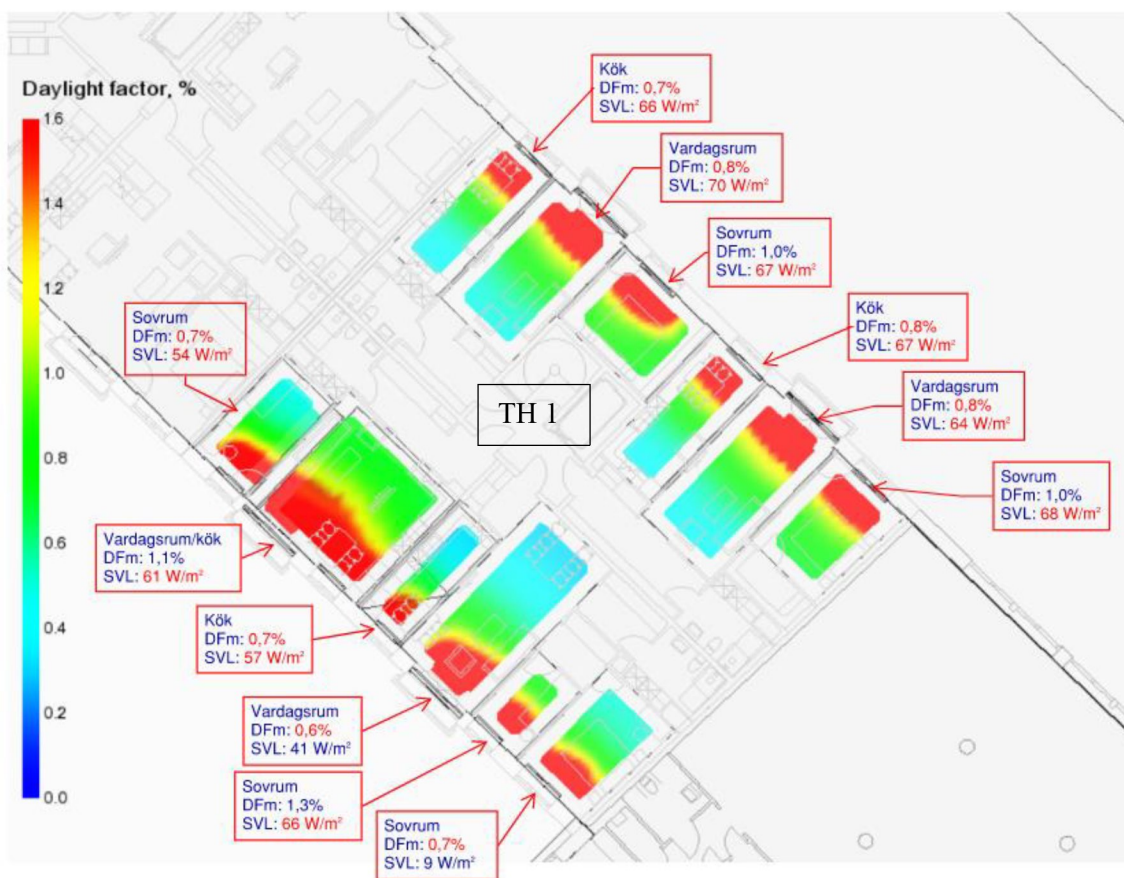 Daylight factor, %
1.6
1.4
1.2
1.0
0.8
0.6
0.4
0.2
0.0
Kök
DFm: 0,7%
SVL: 66 W/m²
Vardagsrum
DFm: 0,8%
SVL: 70 W/m²
Sovrum
DFm: 1,0%
SVL: 67 W/m²
Kök
DFm: 0,8%
SVL: 67 W/m²
Vardagsrum
DFm: 0,8%
SVL: 64 W/m²
Sovrum
DFm: 1,0%
SVL: 68 W/m²
Sovrum
DFm: 0,7%
SVL: 54 W/m²
TH 1
Vardagsrum/kök
DFm: 1,1%
SVL: 61 W/m²
Kök
DFm: 0,7%
SVL: 57 W/m²
Vardagsrum
DFm: 0,6%
SVL: 41 W/m²
Sovrum
DFm: 1,3%
SVL: 66 W/m²
Sovrum
DFm: 0,7%
SVL: 9 W/m²